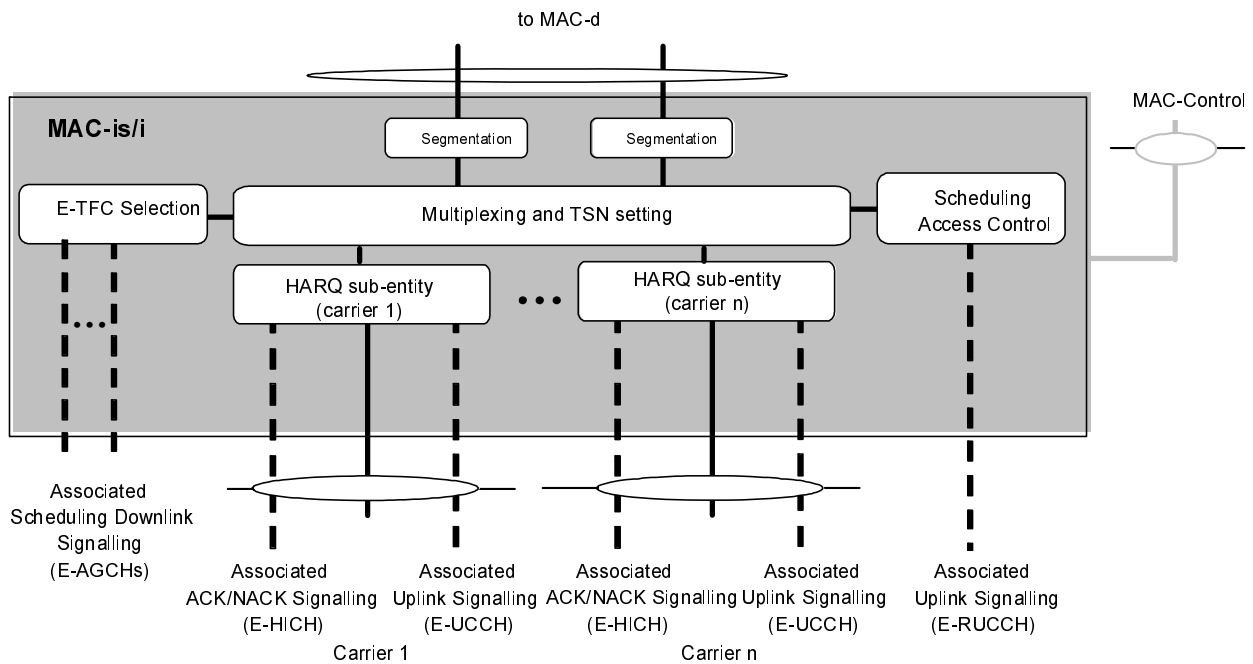 to MAC-d
MAC-Control
MAC-is/i
Segmentation
Segmentation
E-TFC Selection
Multiplexing and TSN setting
Scheduling
Access Control
HARQ sub-entity
(carrier 1)
HARQ sub-entity
(carrier n)
Associated
Scheduling Downlink
Signalling
(E-AGCHs)
Associated
ACK/NACK Signalling
(E-HICH)
Associated
Uplink Signalling
(E-UCCH)
Carrier 1
Associated
ACK/NACK Signalling
(E-HICH)
Associated
Uplink Signalling
(E-UCCH)
Carrier n
Associated
Uplink Signalling
(E-RUCCH)